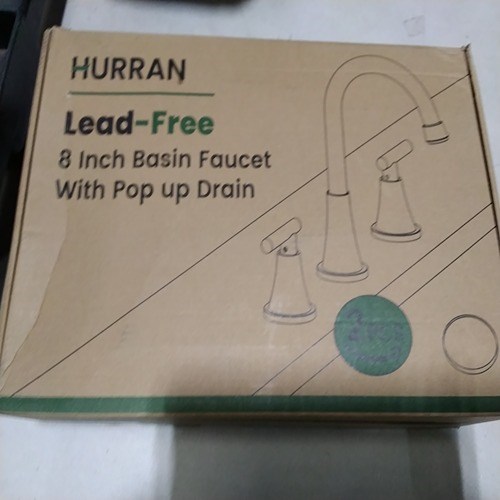 HURRAN
Lead-Free
8 Inch Basin Faucet
With Pop up Drain